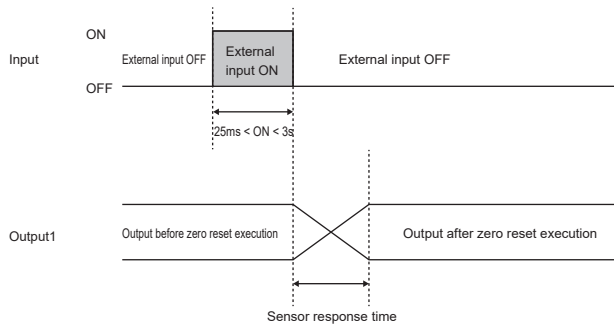 ON
Input
External input OFF
External
input ON
External input OFF
OFF
25ms < ON < 3s
Output1
Output before zero reset execution
Output after zero reset execution
Sensor response time